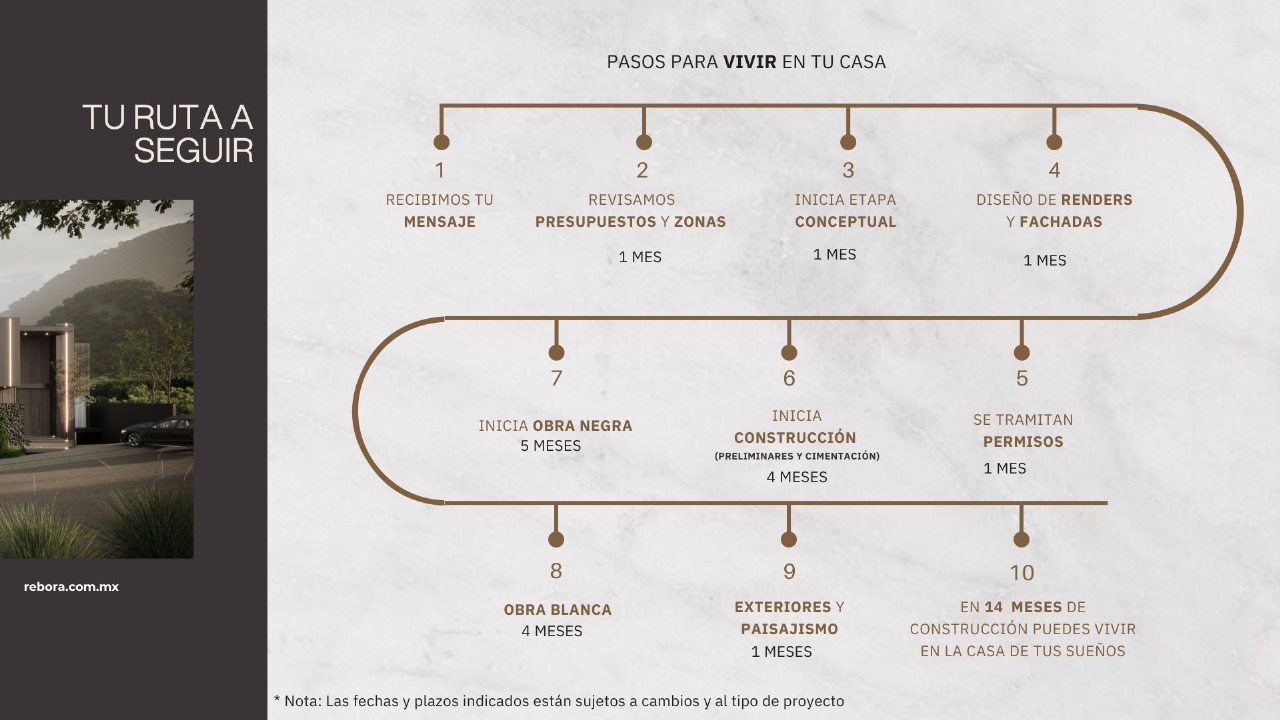 TU RUTA A
SEGUIR
rebora.com.mx
PASOS PARA VIVIR EN TU CASA
1
RECIBIMOS TU
MENSAJE
2
REVISAMOS
PRESUPUESTOS Y ZONAS
1 MES
3
INICIA ETAPA
CONCEPTUAL
1 MES
4
DISEÑO DE RENDERS
Y FACHADAS
1 MES
5
SE TRAMITAN
PERMISOS
1 MES
6
INICIA
CONSTRUCCIÓN
(PRELIMINARES Y CIMENTACIÓN)
4 MESES
7
INICIA OBRA NEGRA
5 MESES
8
OBRA BLANCA
4 MESES
9
EXTERIORES Y
PAISAJISMO
1 MESES
10
EN 14 MESES DE
CONSTRUCCIÓN PUEDES VIVIR
EN LA CASA DE TUS SUEÑOS
* Nota: Las fechas y plazos indicados están sujetos a cambios y al tipo de proyecto